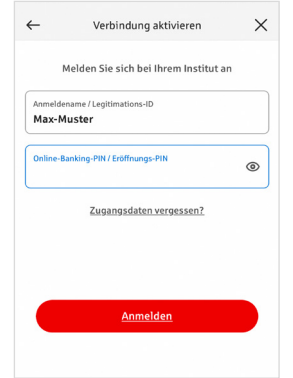 Verbindung aktivieren
Melden Sie sich bei Ihrem Institut an
Anmeldename / Legitimations-ID
Max-Muster
Online-Banking-PIN / Eröffnungs-PIN
Zugangsdaten vergessen?
Anmelden